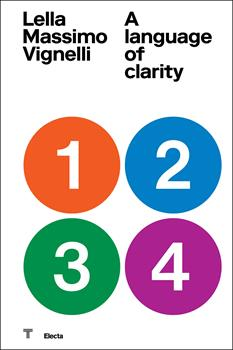 Lella
Massimo
Vignelli
A
language
of
clarity
1
2
3
4
T Electa